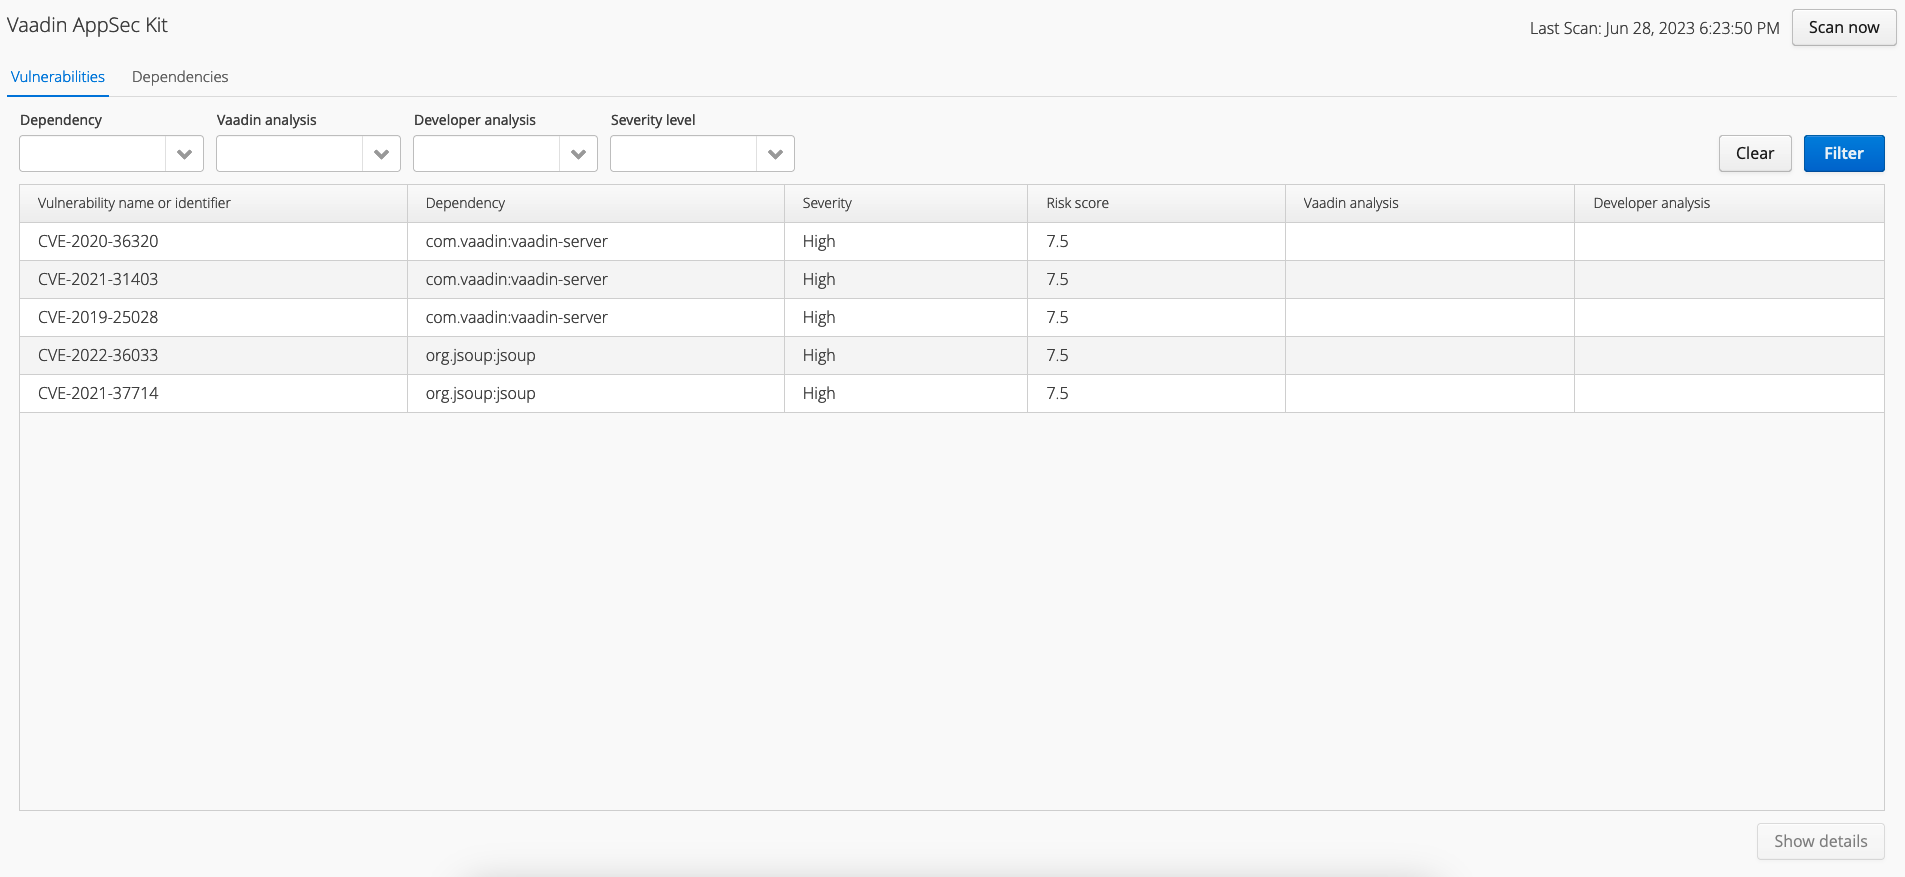 Vaadin AppSec Kit
Last Scan: Jun 28, 2023 6:23:50 PM Scan now
Vulnerabilities Dependencies
Dependency Vaadin analysis Developer analysis Severity level
Clear Filter
Vulnerability name or identifier Dependency Severity Risk score Vaadin analysis Developer analysis
CVE-2020-36320 com.vaadin:vaadin-server High 7.5
CVE-2021-31403 com.vaadin:vaadin-server High 7.5
CVE-2019-25028 com.vaadin:vaadin-server High 7.5
CVE-2022-36033 org.jsoup:jsoup High 7.5
CVE-2021-37714 org.jsoup:jsoup High 7.5
Show details